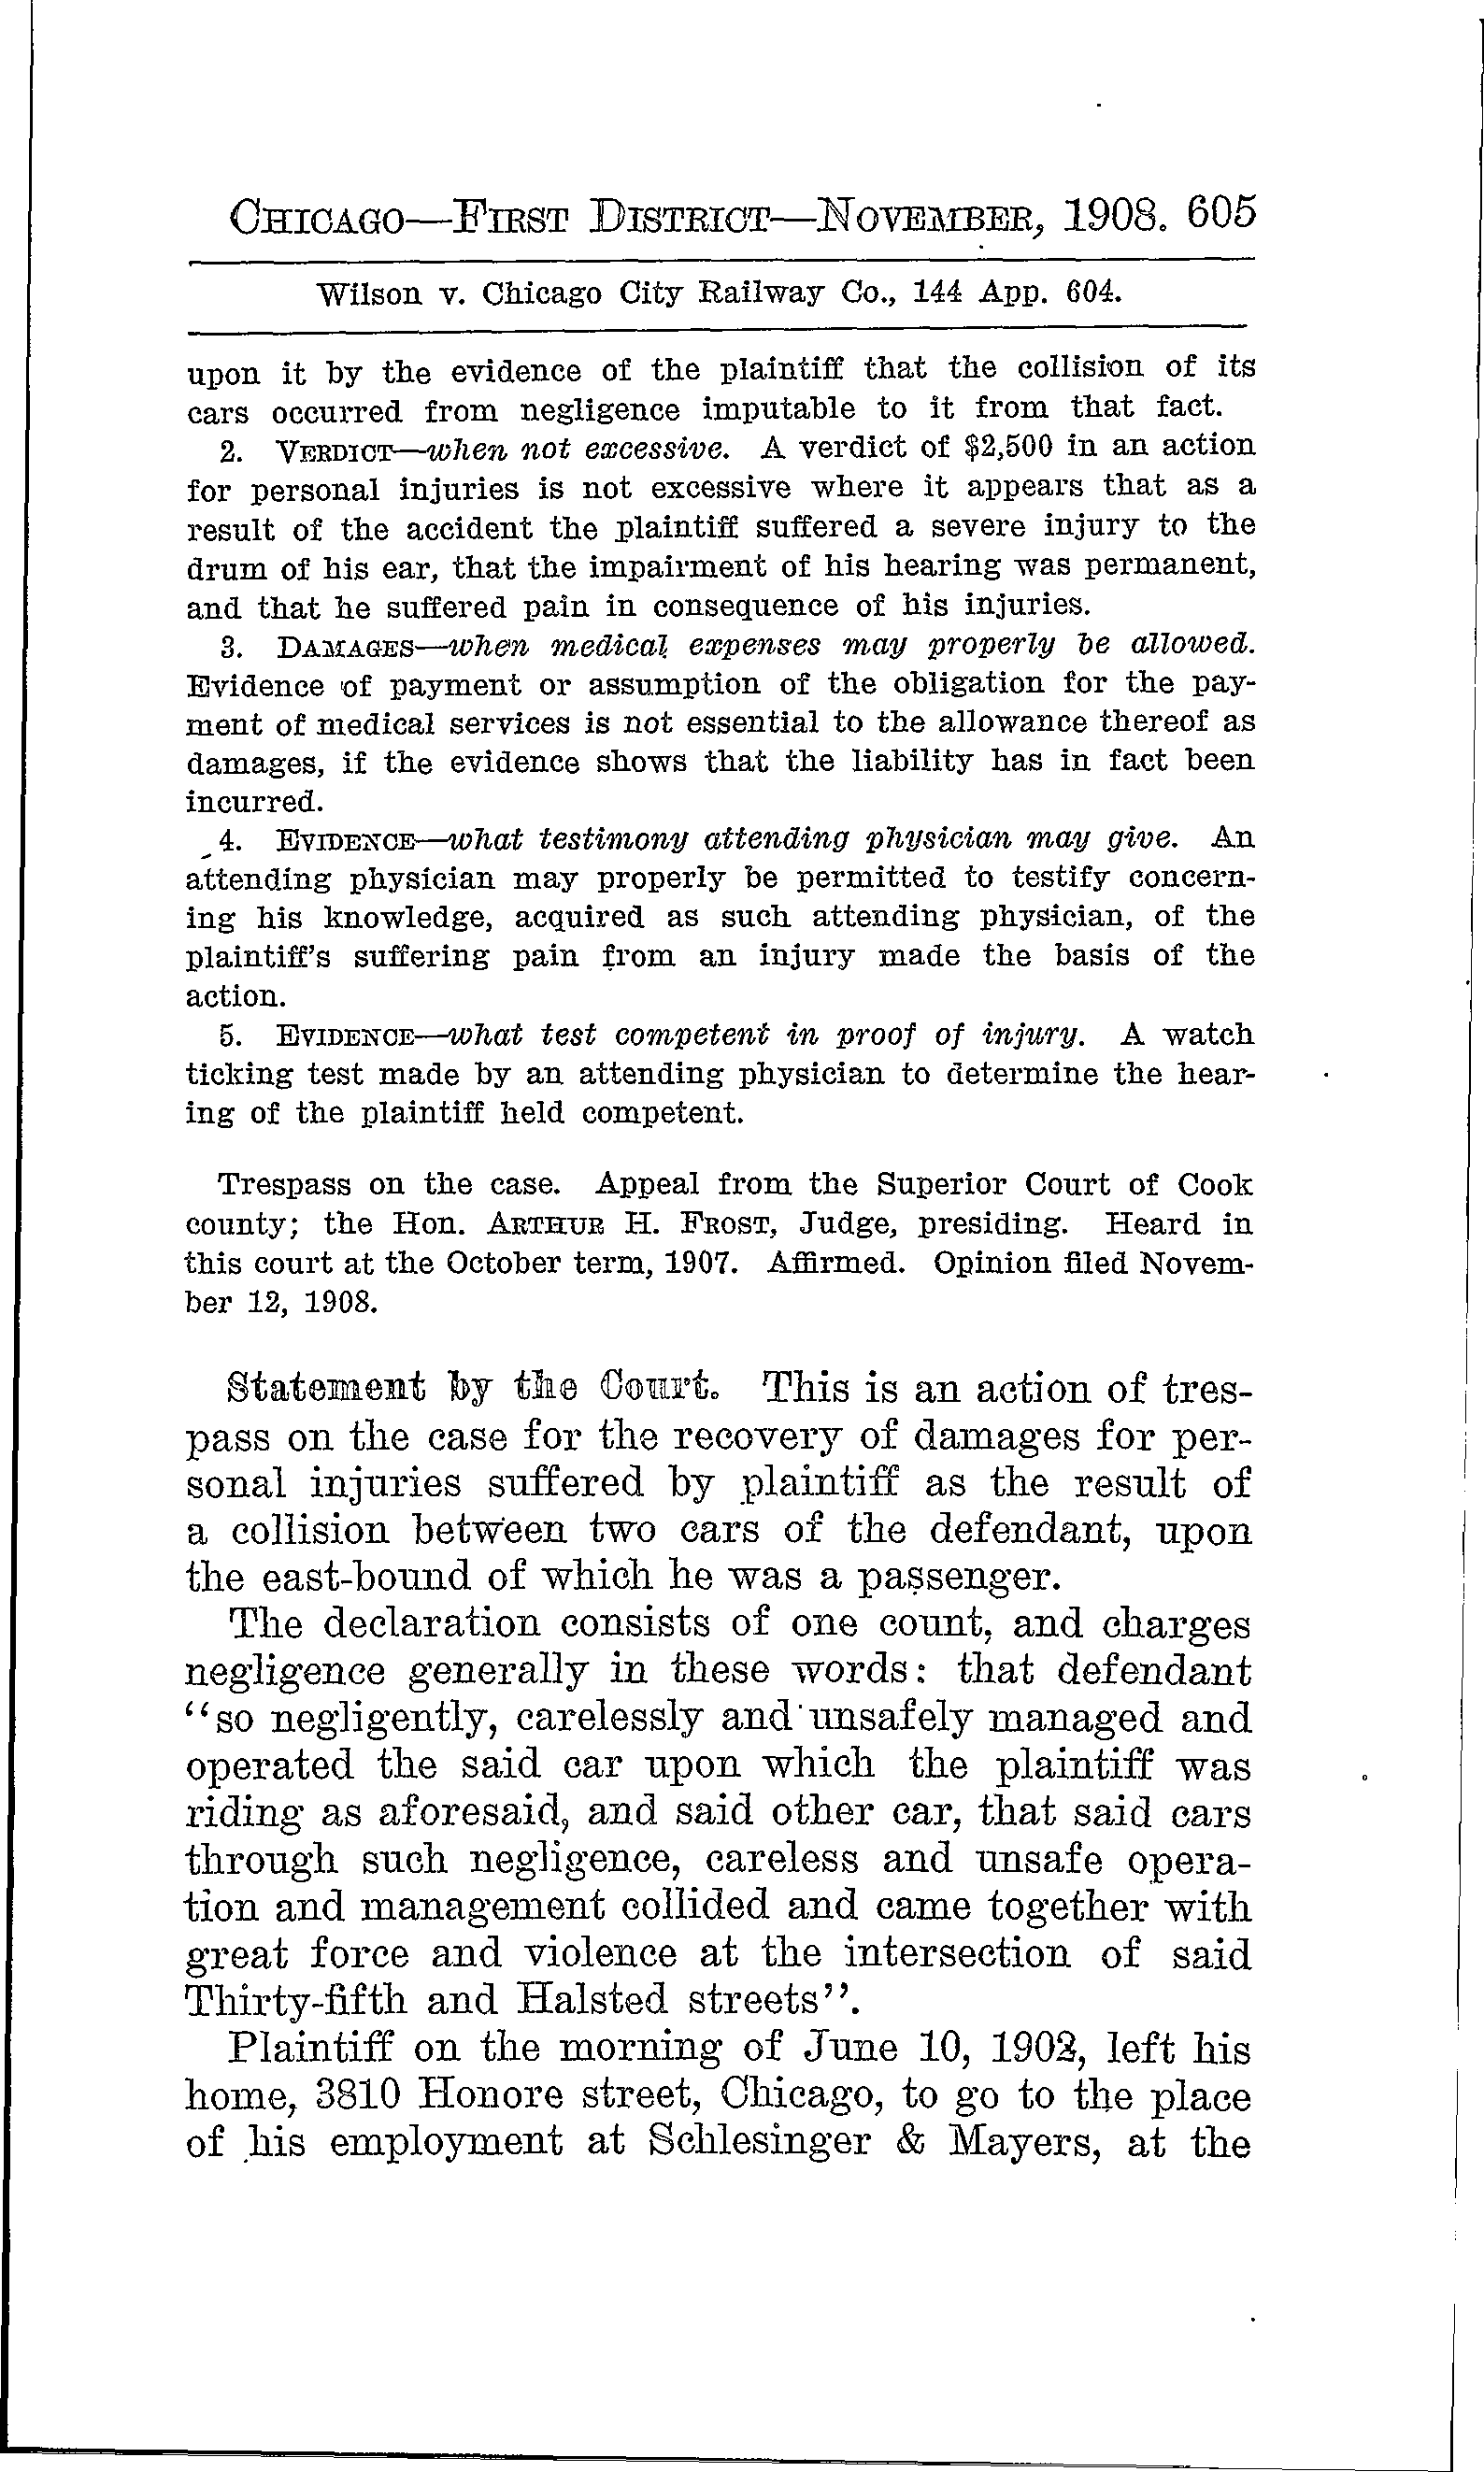 CHICAGO—FIRST DISTRICT—NOVEMBER, 1908. 605
Wilson v. Chicago City Railway Co., 144 App. 604.
upon it by the evidence of the plaintiff that the collision of its
cars occurred from negligence imputable to it from that fact.
2. VERDICT—when not excessive. A verdict of $2,500 in an action
for personal injuries is not excessive where it appears that as a
result of the accident the plaintiff suffered a severe injury to the
drum of his ear, that the impairment of his hearing was permanent,
and that he suffered pain in consequence of his injuries.
3. DAMAGES—when medical expenses may properly be allowed.
Evidence of payment or assumption of the obligation for the pay-
ment of medical services is not essential to the allowance thereof as
damages, if the evidence shows that the liability has in fact been
incurred.
4. EVIDENCE—what testimony attending physician may give. An
attending physician may properly be permitted to testify concern-
ing his knowledge, acquired as such attending physician, of the
plaintiff's suffering pain from an injury made the basis of the
action.
5. EVIDENCE—what test competent in proof of injury. A watch
ticking test made by an attending physician to determine the hear-
ing of the plaintiff held competent.
Trespass on the case. Appeal from the Superior Court of Cook
county; the Hon. ARTHUR H. FROST, Judge, presiding. Heard in
this court at the October term, 1907. Affirmed. Opinion filed Novem-
ber 12, 1908.
Statement by the Court. This is an action of tres-
pass on the case for the recovery of damages for per-
sonal injuries suffered by plaintiff as the result of
a collision between two cars of the defendant, upon
the east-bound of which he was a passenger.
The declaration consists of one count, and charges
negligence generally in these words: that defendant
"so negligently, carelessly and unsafely managed and
operated the said car upon which the plaintiff was
riding as aforesaid, and said other car, that said cars
through such negligence, careless and unsafe opera-
tion and management collided and came together with
great force and violence at the intersection of said
Thirty-fifth and Halsted streets".
Plaintiff on the morning of June 10, 1902, left his
home, 3810 Honore street, Chicago, to go to the place
of his employment at Schlesinger & Mayers, at the